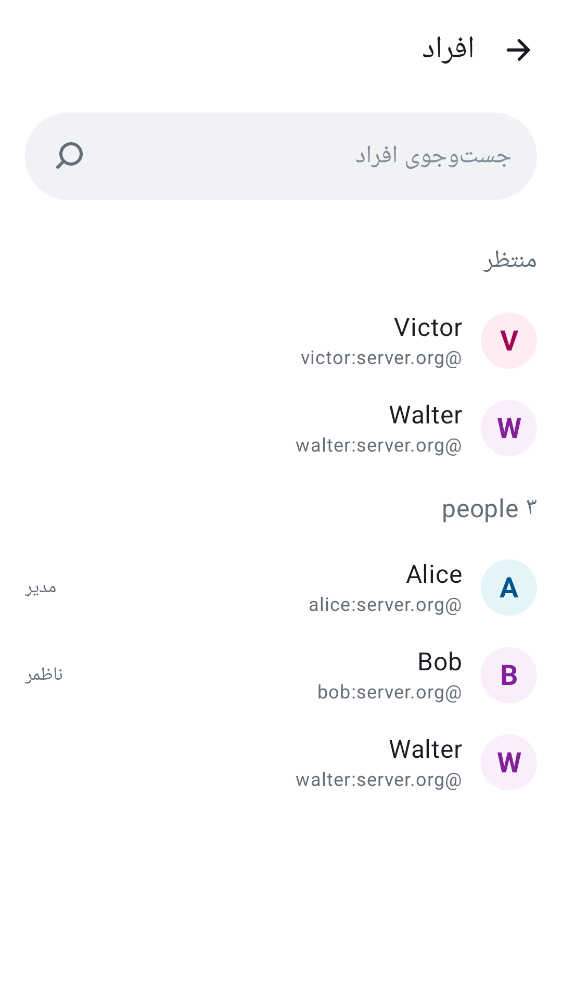 افراد
جست‌وجوی افراد
منتظر
V
Victor
victor:server.org@
W
Walter
walter:server.org@
۳ people
A
Alice
alice:server.org@
مدیر
B
Bob
bob:server.org@
ناظمر
W
Walter
walter:server.org@